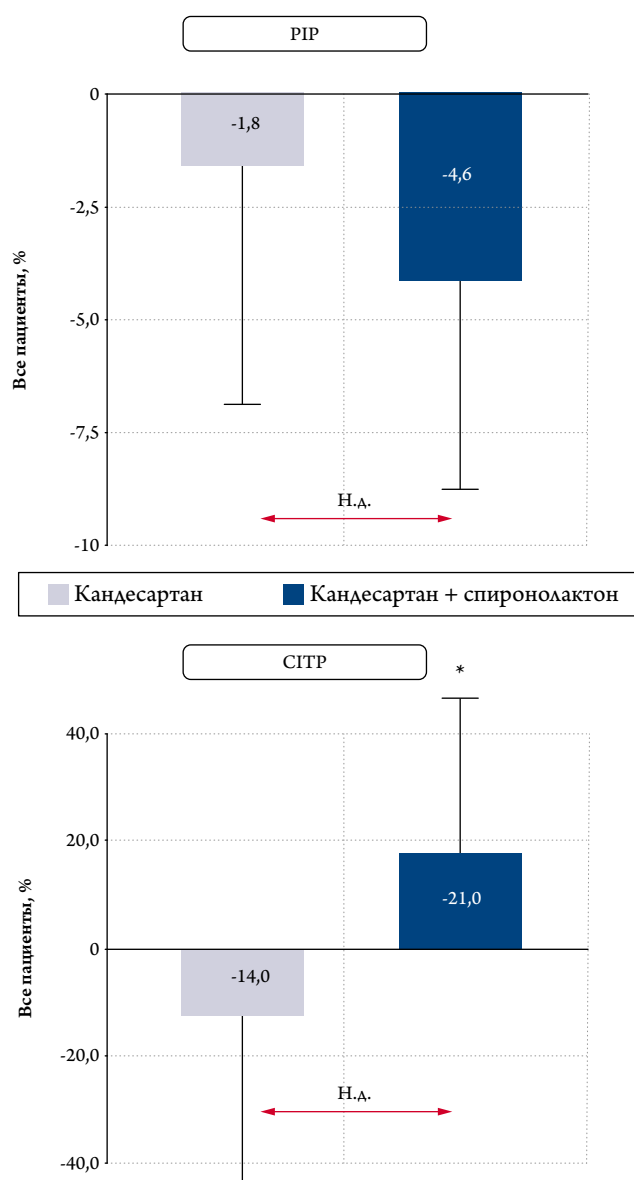 PIP
0
-2,5
-5,0
-7,5
-10
Все пациенты, %
-1,8
-4,6
Н.д.
Кандесартан
Кандесартан + спиронолактон
CITP
*
40,0
20,0
0
-20,0
-40,0
Все пациенты, %
-21,0
-14,0
Н.д.